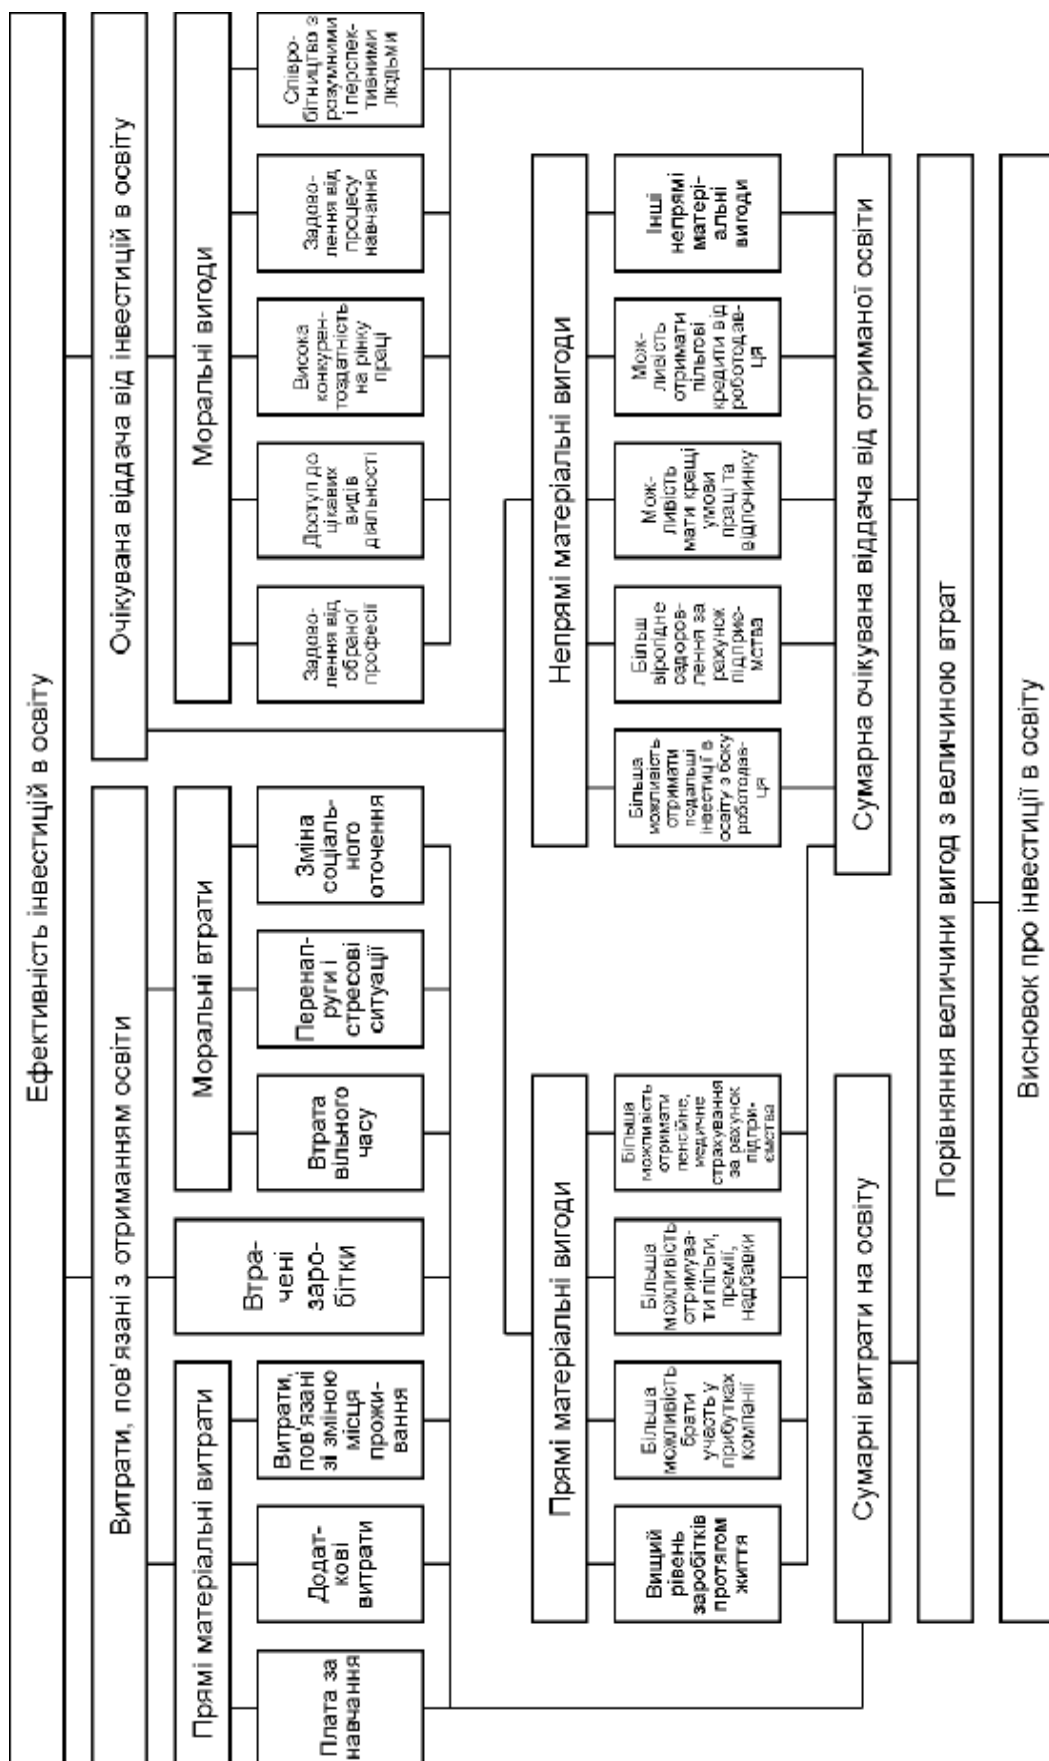 Ефективність інвестицій в освіту
Витрати, пов'язані з отриманням освіти
Очікувана віддача від інвестицій в освіту
Прямі матеріальні витрати
Втра-
чені
заро-
бітки
Моральні втрати
Моральні вигоди
Плата за
навчання
Додат-
кові
витрати
Витрати,
пов'язані
зі зміною
місця
прожи-
вання
Втрата
вільного
часу
Перенап-
руги і
стресові
ситуації
Зміна
соціаль-
ного
оточення
Задово-
лення від
обраної
професії
Доступ до
цікавих
видів
діяльності
Висока
конкурен-
тоздатність
на рінку
праці
Задово-
лення від
процесу
навчання
Співро-
бітництво з
розумними
і перспек-
тивними
людьми
Прямі матеріальні вигоди
Непрямі матеріальні вигоди
Вищий
рівень
заробітків
протягом
життя
Більша
можливість
брати
участь у
прибутках
компанії
Більша
можливість
отримува-
ти пільги,
премії,
надбавки
Більша
можливість
отримати
пенсійне,
медичне
страхування
за рахунок
підпри-
ємства
Більша
можливість
отримати
подальші
інвестиції в
освіту з боку
роботодав-
ця
Більш
вірогідне
оздоров-
лення за
рахунок
підприє-
мства
Мож-
ливість
мати кращі
умови
праці та
відпочинку
Мож-
ливість
отримати
пільгові
кредити від
роботодав-
ця
Інші
непрямі
матері-
альні
вигоди
Сумарні витрати на освіту
Сумарна очікувана віддача від отриманої освіти
Порівняння величини вигод з величиною втрат
Висновок про інвестиції в освіту